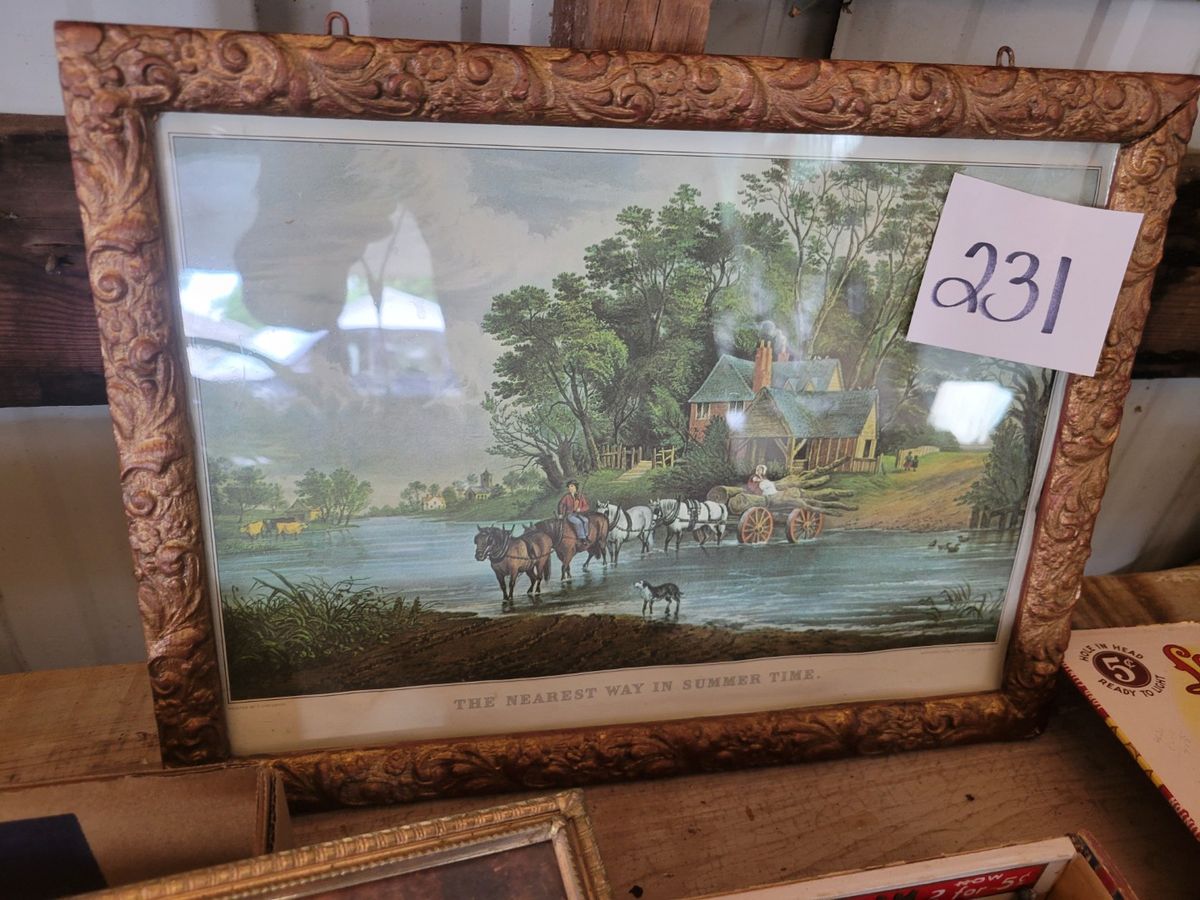 231
THE NEAREST WAY IN SUMMER TIME.
HOLE IN HEAD
5¢
READY TO LIGHT
NOW
2 for 5¢